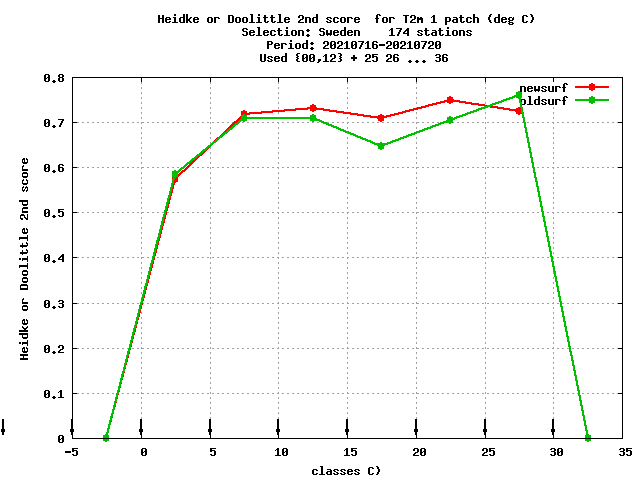 Heidke or Doolittle 2nd score  for T2m 1 patch (deg C)
Selection: Sweden    174 stations
Period: 20210716-20210720
Used {00,12} + 25 26 ... 36
newsurf
oldsurf
0.8
0.7
0.6
0.5
0.4
0.3
0.2
0.1
0
Heidke or Doolittle 2nd score
-5 0 5 10 15 20 25 30 35
classes C)